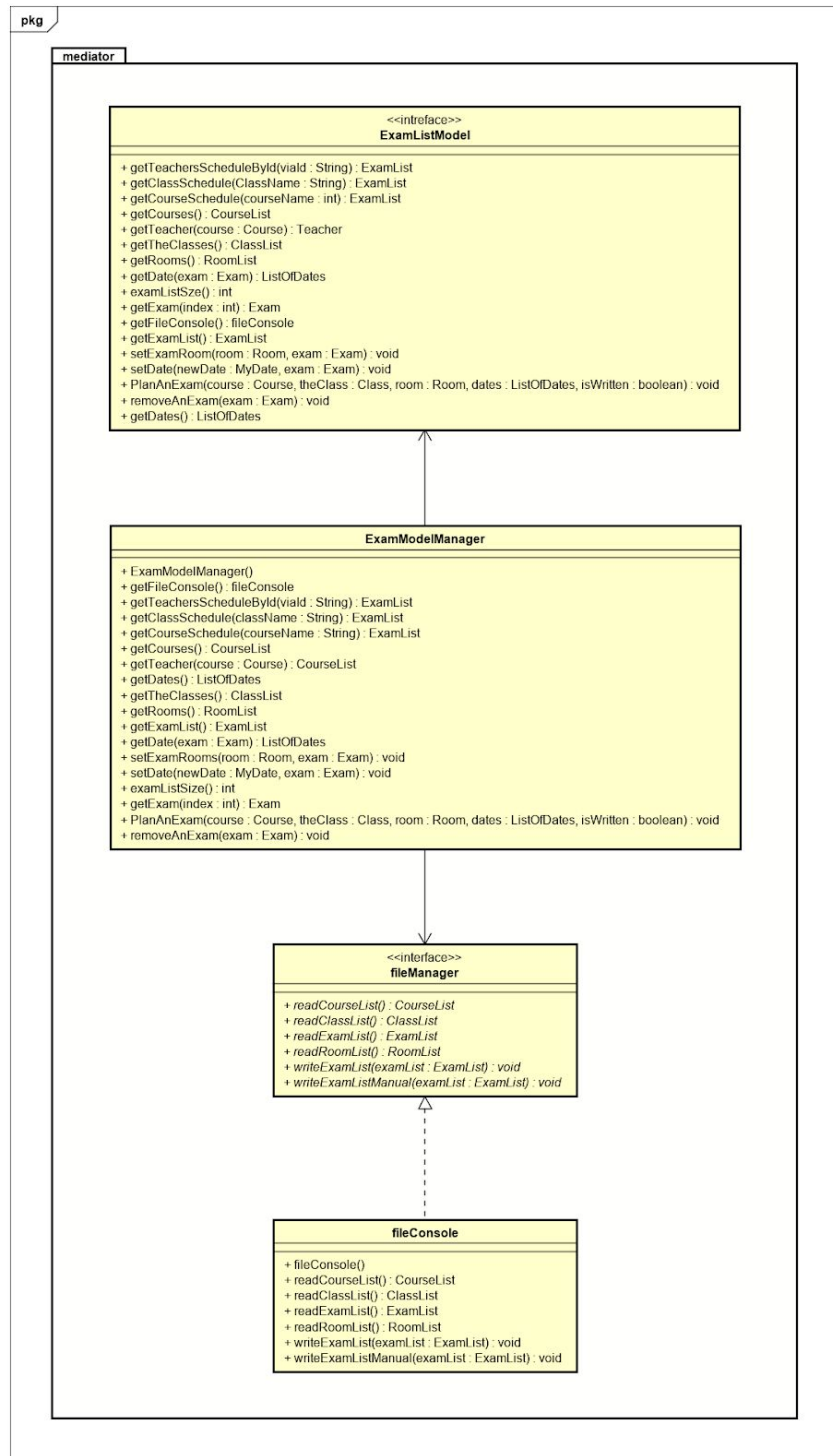 pkg
mediator
<<intreface>>
ExamListModel
+ getTeachersScheduleById(viaId : String) : ExamList
+ getClassSchedule(ClassName : String) : ExamList
+ getCourseSchedule(courseName : int) : ExamList
+ getCourses() : CourseList
+ getTeacher(course : Course) : Teacher
+ getTheClasses() : ClassList
+ getRooms() : RoomList
+ getDate(exam : Exam) : ListOfDates
+ examListSze() : int
+ getExam(index : int) : Exam
+ getFileConsole() : fileConsole
+ getExamList() : ExamList
+ setExamRoom(room : Room, exam : Exam) : void
+ setDate(newDate : MyDate, exam : Exam) : void
+ PlanAnExam(course : Course, theClass : Class, room : Room, dates : ListOfDates, isWritten : boolean) : void
+ removeAnExam(exam : Exam) : void
+ getDates() : ListOfDates
ExamModelManager
+ ExamModelManager()
+ getFileConsole() : fileConsole
+ getTeachersScheduleById(viaId : String) : ExamList
+ getClassSchedule(className : String) : ExamList
+ getCourseSchedule(courseName : String) : ExamList
+ getCourses() : CourseList
+ getTeacher(course : Course) : CourseList
+ getDates() : ListOfDates
+ getTheClasses() : ClassList
+ getRooms() : RoomList
+ getExamList() : ExamList
+ getDate(exam : Exam) : ListOfDates
+ setExamRooms(room : Room, exam : Exam) : void
+ setDate(newDate : MyDate, exam : Exam) : void
+ examListSize() : int
+ getExam(index : int) : Exam
+ PlanAnExam(course : Course, theClass : Class, room : Room, dates : ListOfDates, isWritten : boolean) : void
+ removeAnExam(exam : Exam) : void
<<interface>>
fileManager
+ readCourseList() : CourseList
+ readClassList() : ClassList
+ readExamList() : ExamList
+ readRoomList() : RoomList
+ writeExamList(examList : ExamList) : void
+ writeExamListManual(examList : ExamList) : void
fileConsole
+ fileConsole()
+ readCourseList() : CourseList
+ readClassList() : ClassList
+ readExamList() : ExamList
+ readRoomList() : RoomList
+ writeExamList(examList : ExamList) : void
+ writeExamListManual(examList : ExamList) : void